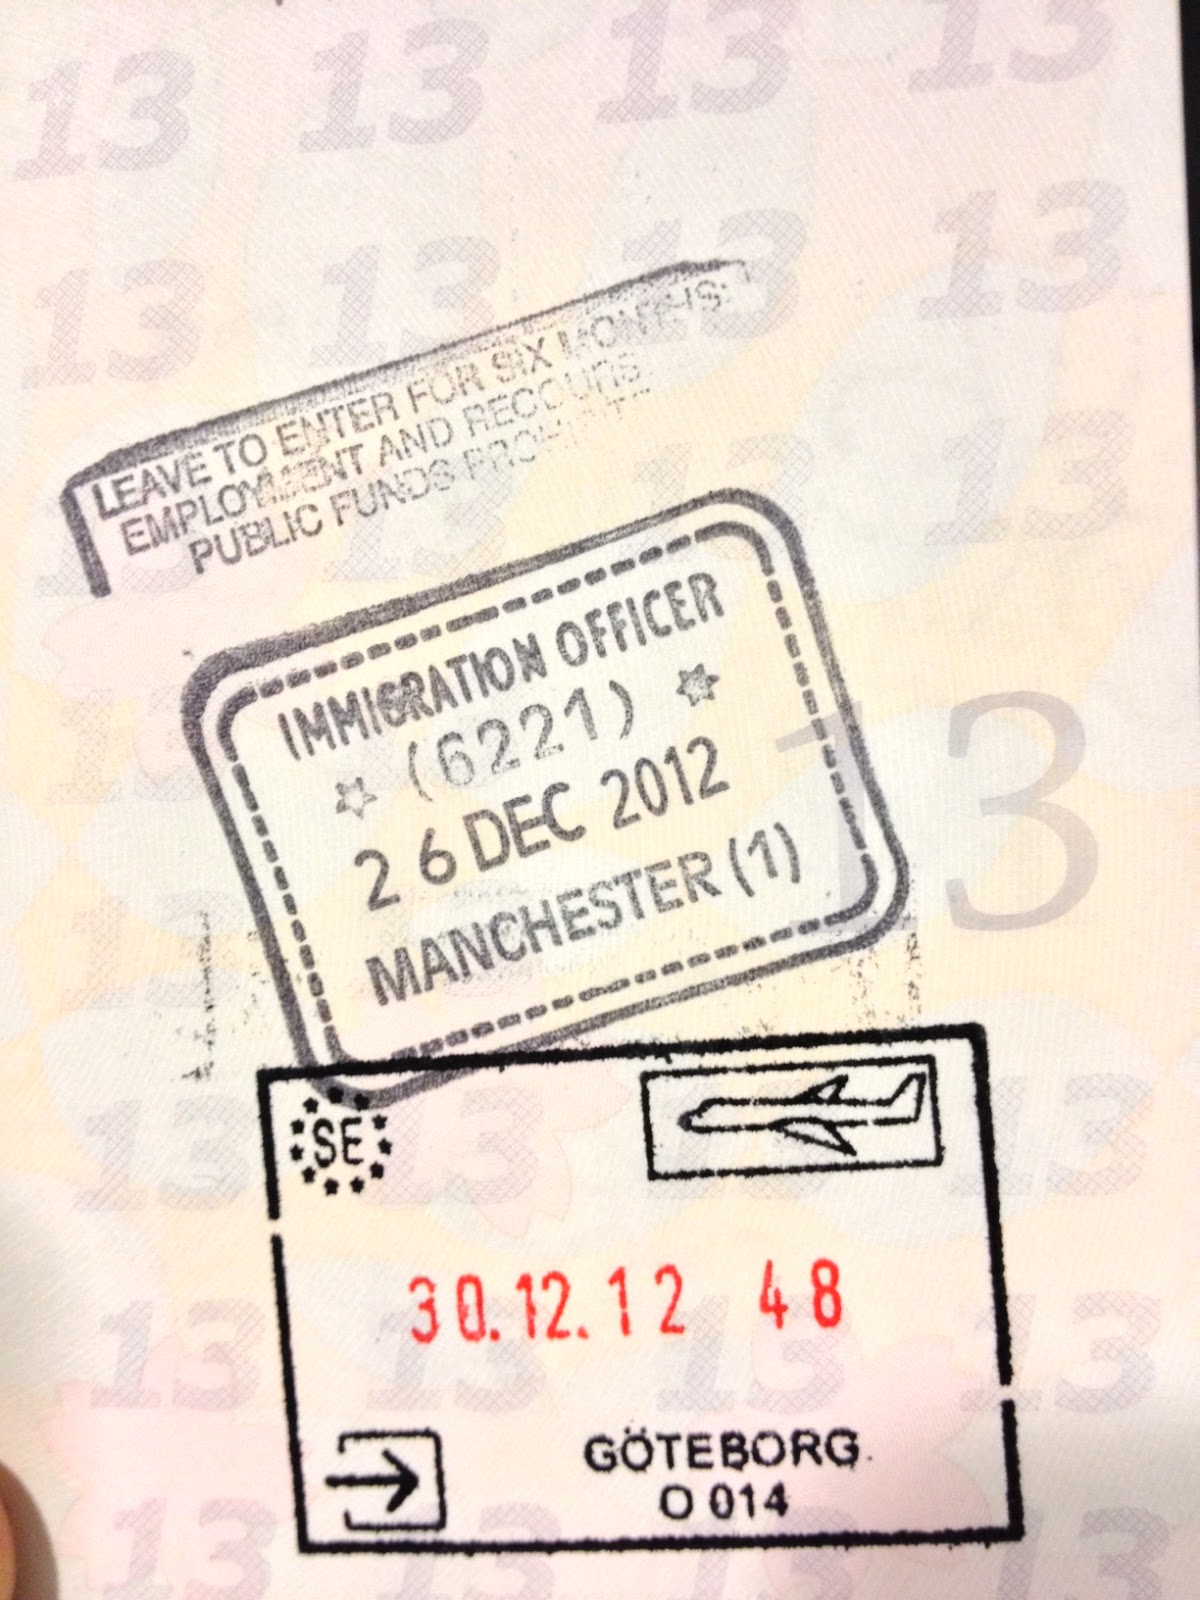 LEAVE TO ENTER FOR SIX MONTHS:
EMPLOYMENT AND RECOURSE
PUBLIC FUNDS
IMMIGRATION OFFICER
(6221)
26 DEC 2012
MANCHESTER (1)
13
SE
30.12.12 48
GÖTEBORG
O 014